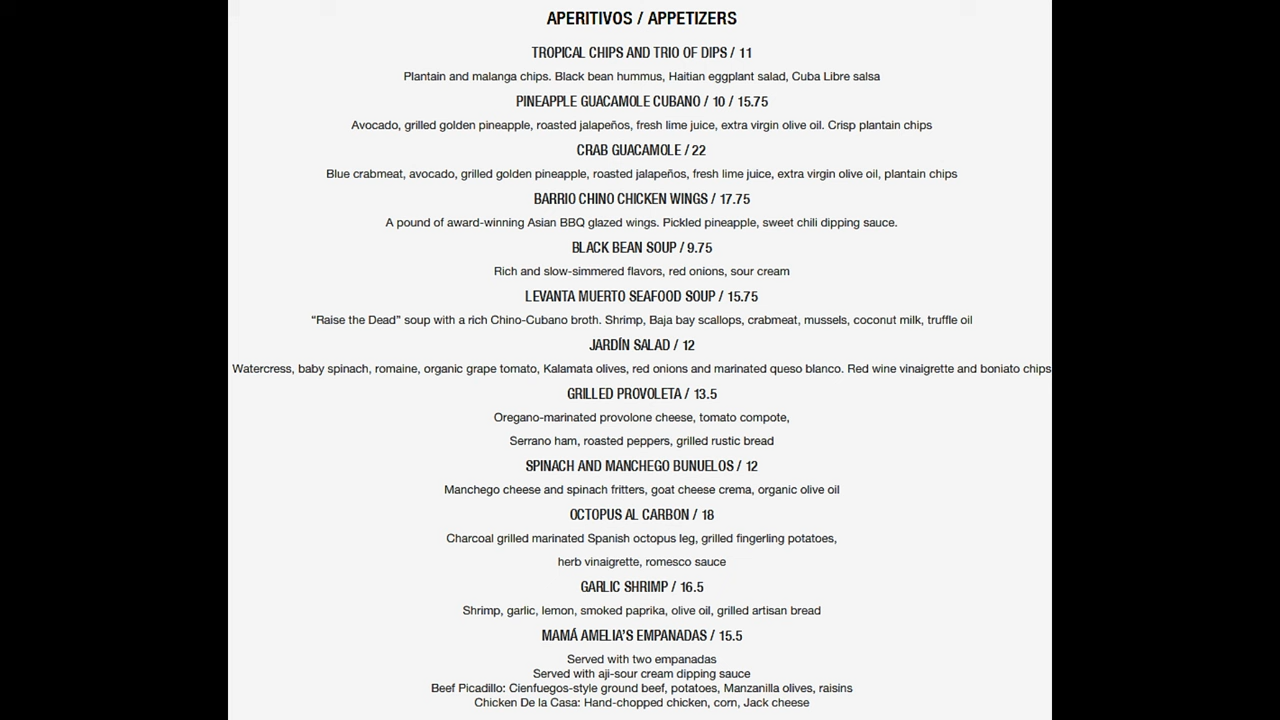 APERITIVOS / APPETIZERS
TROPICAL CHIPS AND TRIO OF DIPS / 11
Plantain and malanga chips. Black bean hummus, Haitian eggplant salad, Cuba Libre salsa
PINEAPPLE GUACAMOLE CUBANO / 10 / 15.75
Avocado, grilled golden pineapple, roasted jalapeños, fresh lime juice, extra virgin olive oil. Crisp plantain chips
CRAB GUACAMOLE / 22
Blue crabmeat, avocado, grilled golden pineapple, roasted jalapeños, fresh lime juice, extra virgin olive oil, plantain chips
BARRIO CHINO CHICKEN WINGS / 17.75
A pound of award-winning Asian BBQ glazed wings. Pickled pineapple, sweet chili dipping sauce.
BLACK BEAN SOUP / 9.75
Rich and slow-simmered flavors, red onions, sour cream
LEVANTA MUERTO SEAFOOD SOUP / 15.75
“Raise the Dead” soup with a rich Chino-Cubano broth. Shrimp, Baja bay scallops, crabmeat, mussels, coconut milk, truffle oil
JARDÍN SALAD / 12
Watercress, baby spinach, romaine, organic grape tomato, Kalamata olives, red onions and marinated queso blanco. Red wine vinaigrette and boniato chips
GRILLED PROVOLETA / 13.5
Oregano-marinated provolone cheese, tomato compote,
Serrano ham, roasted peppers, grilled rustic bread
SPINACH AND MANCHEGO BUNUELOS / 12
Manchego cheese and spinach fritters, goat cheese crema, organic olive oil
OCTOPUS AL CARBON / 18
Charcoal grilled marinated Spanish octopus leg, grilled fingerling potatoes,
herb vinaigrette, romesco sauce
GARLIC SHRIMP / 16.5
Shrimp, garlic, lemon, smoked paprika, olive oil, grilled artisan bread
MAMÁ AMELIA'S EMPANADAS / 15.5
Served with two empanadas
Served with aji-sour cream dipping sauce
Beef Picadillo: Cienfuegos-style ground beef, potatoes, Manzanilla olives, raisins
Chicken De la Casa: Hand-chopped chicken, corn, Jack cheese